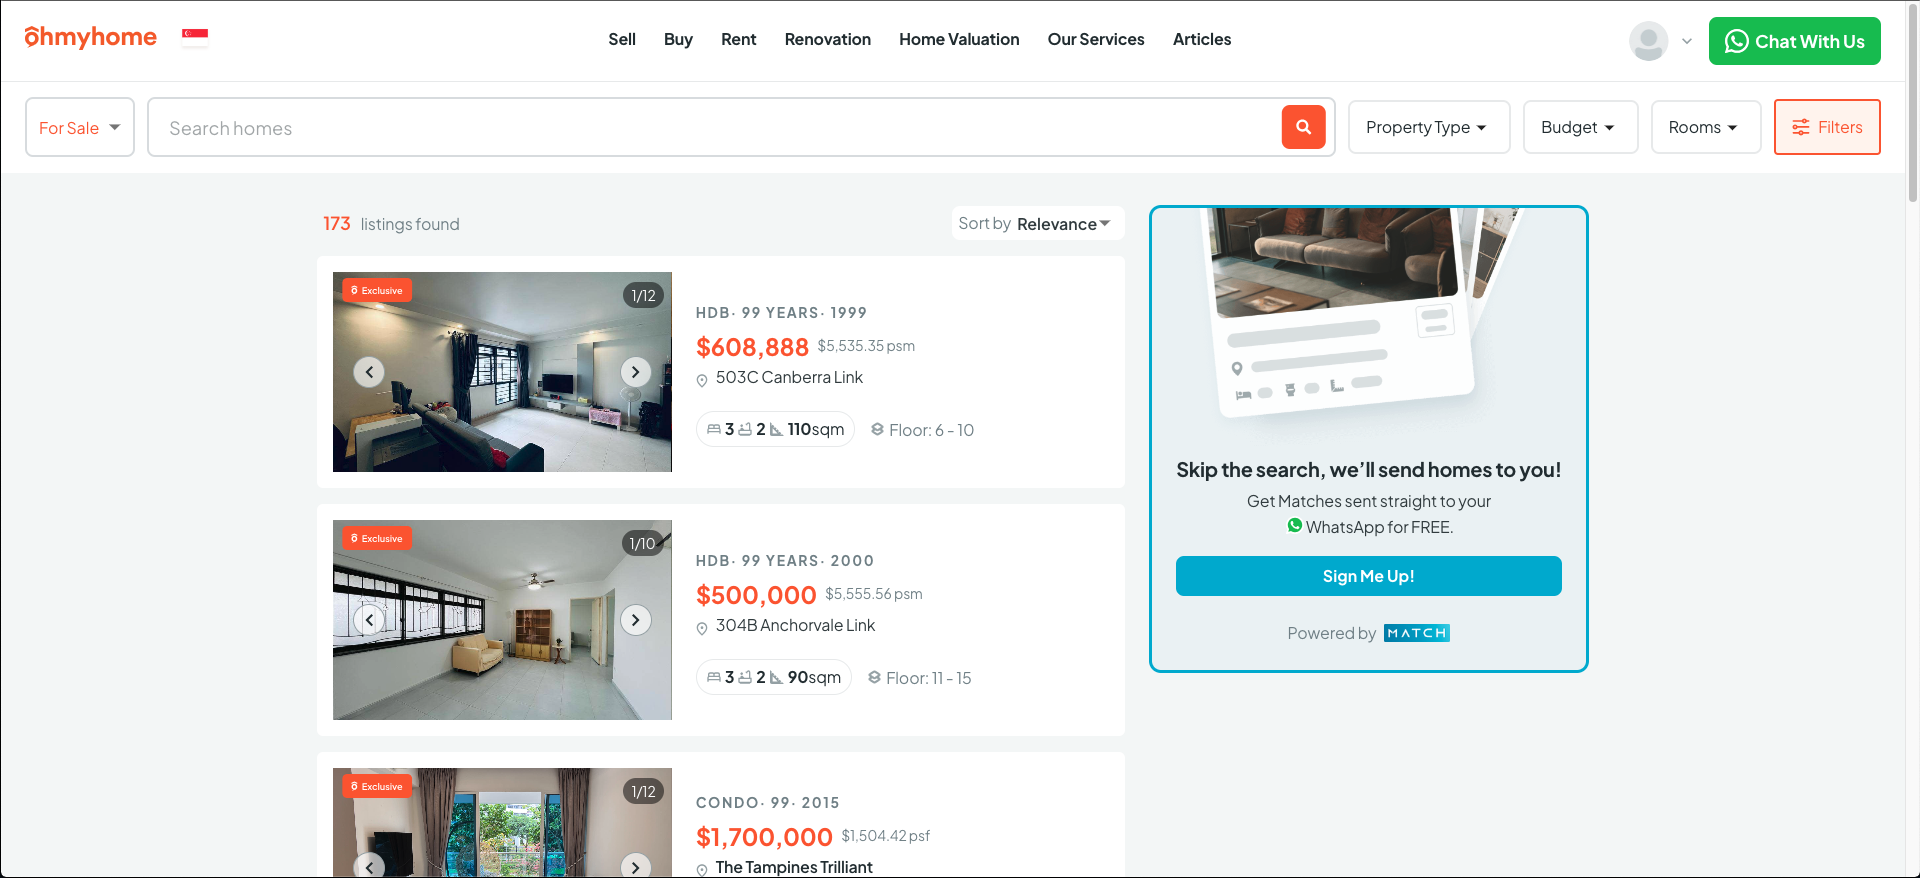 ohmyhome
Sell Buy Rent Renovation Home Valuation Our Services Articles
Chat With Us
For Sale
Search homes
Property Type
Budget
Rooms
Filters
173 listings found
Sort by Relevance
Exclusive
1/12
HDB· 99 YEARS· 1999
$608,888 $5,535.35 psm
503C Canberra Link
3 2 110sqm Floor: 6 - 10
Exclusive
1/10
HDB· 99 YEARS· 2000
$500,000 $5,555.56 psm
304B Anchorvale Link
3 2 90sqm Floor: 11 - 15
Exclusive
1/12
CONDO· 99· 2015
$1,700,000 $1,504.42 psf
The Tampines Trilliant
Skip the search, we’ll send homes to you!
Get Matches sent straight to your
WhatsApp for FREE.
Sign Me Up!
Powered by MATCH